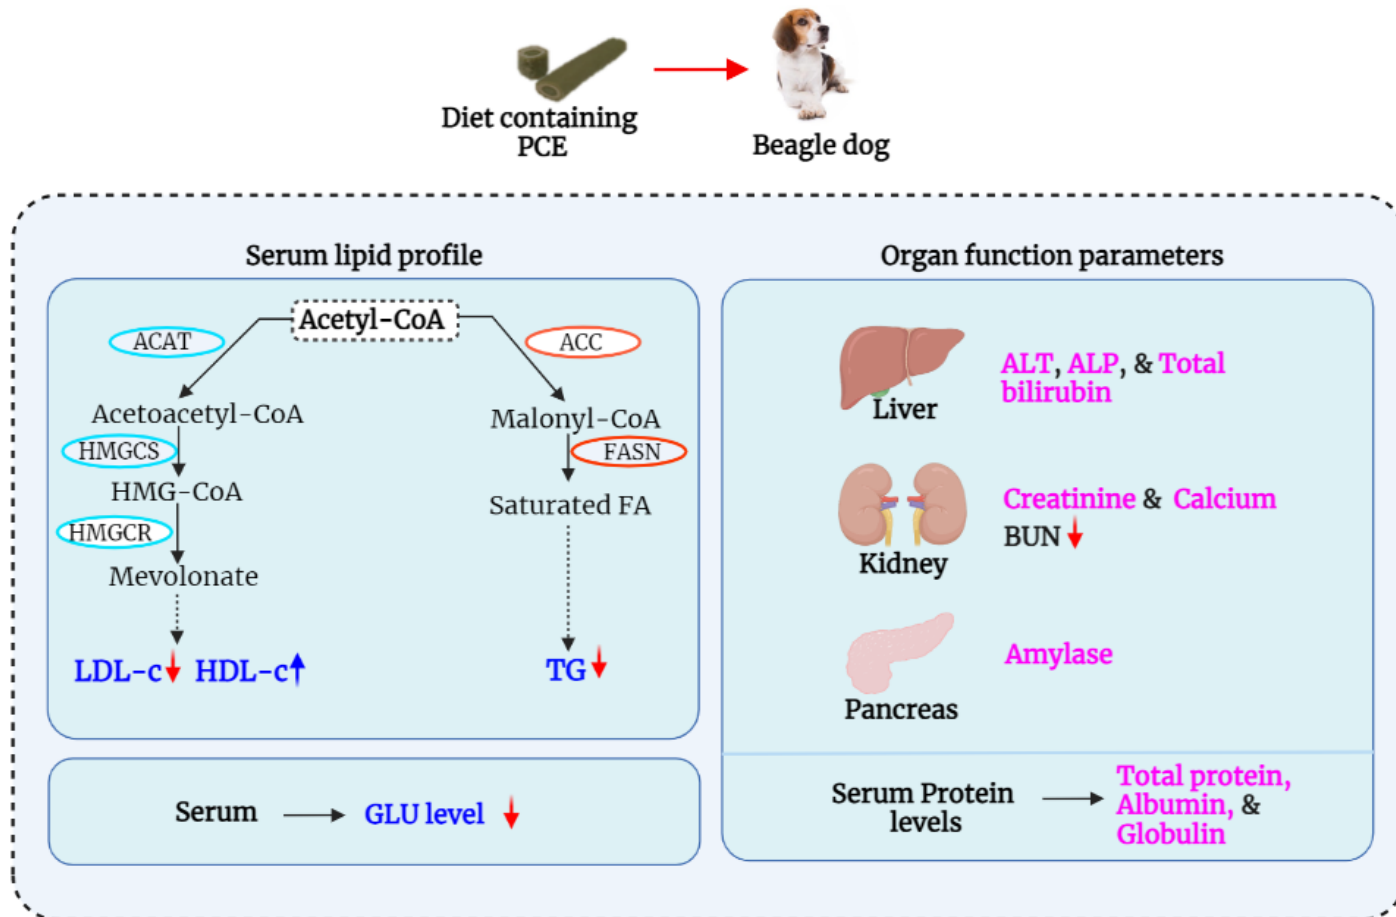 Diet containing
PCE
Beagle dog
Serum lipid profile
Acetyl-CoA
ACAT
ACC
Acetoacetyl-CoA
Malonyl-CoA
HMGCS
FASN
HMG-CoA
Saturated FA
HMGCR
Mevolonate
LDL-c HDL-c
TG
Serum
GLU level
Organ function parameters
Liver
ALT, ALP, & Total
bilirubin
Kidney
Creatinine & Calcium
BUN
Pancreas
Amylase
Serum Protein
levels
Total protein,
Albumin, &
Globulin